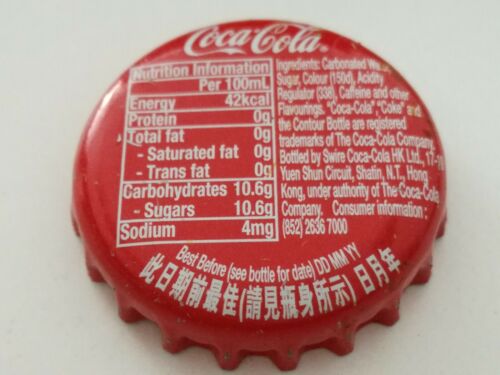 Coca-Cola
Nutrition Information
Per 100mL
Energy 42kcal
Protein 0g
Total fat 0g
- Saturated fat 0g
- Trans fat 0g
Carbohydrates 10.6g
- Sugars 10.6g
Sodium 4mg
Ingredients: Carbonated
Sugar, Colour (150d), Acidity
Regulator (338), Caffeine and other
Flavourings. "Coca-Cola", "Coke" and
the Contour Bottle are registered
trademarks of The Coca-Cola Company.
Bottled by Swire Coca-Cola HK Ltd.,
Yuen Shun Circuit, Shatin, N.T., Hong
Kong, under authority of The Coca-Cola
Company. Consumer information:
(852) 2636 7000
Best Before (see bottle for date) DD MM YY
此日期前最佳(請見瓶身所示) 日月年